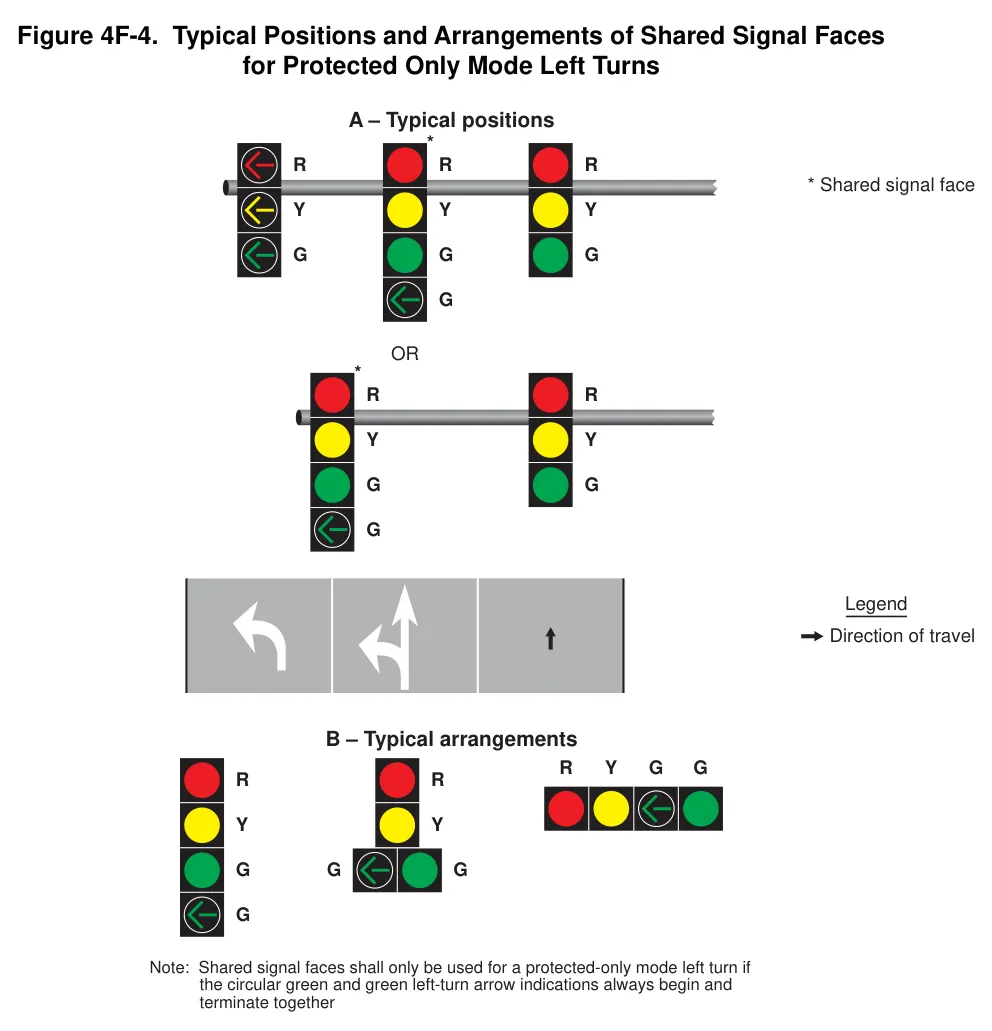 Figure 4F-4. Typical Positions and Arrangements of Shared Signal Faces
for Protected Only Mode Left Turns
A – Typical positions
*
R R R
* Shared signal face
Y Y Y
G G G
G
OR
*
R R
Y Y
G G
G
Legend
Direction of travel
B – Typical arrangements
R Y G G
R R
Y Y
G G G
G
Note: Shared signal faces shall only be used for a protected-only mode left turn if
the circular green and green left-turn arrow indications always begin and
terminate together